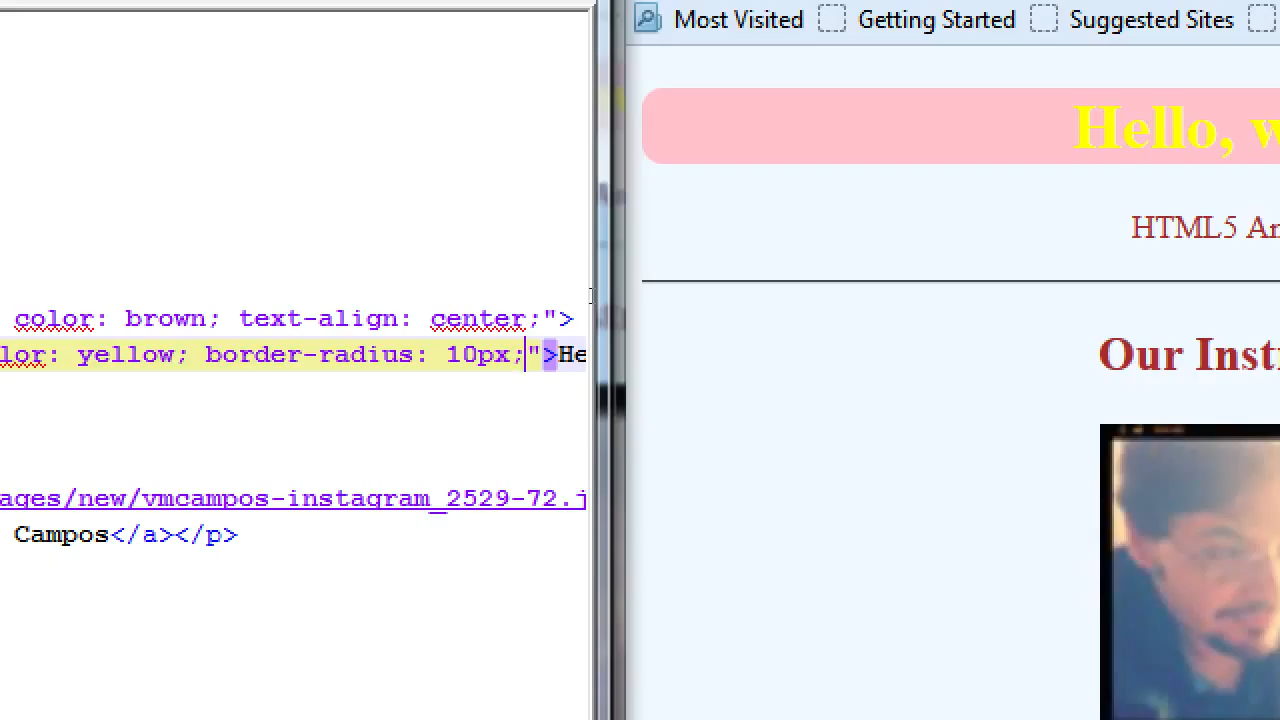 Most Visited Getting Started Suggested Sites
Hello, w
HTML5 An
color: brown; text-align: center;">
lor: yellow; border-radius: 10px;">He
Our Insti
ages/new/vmcampos-instagram_2529-72.j
Campos</a></p>